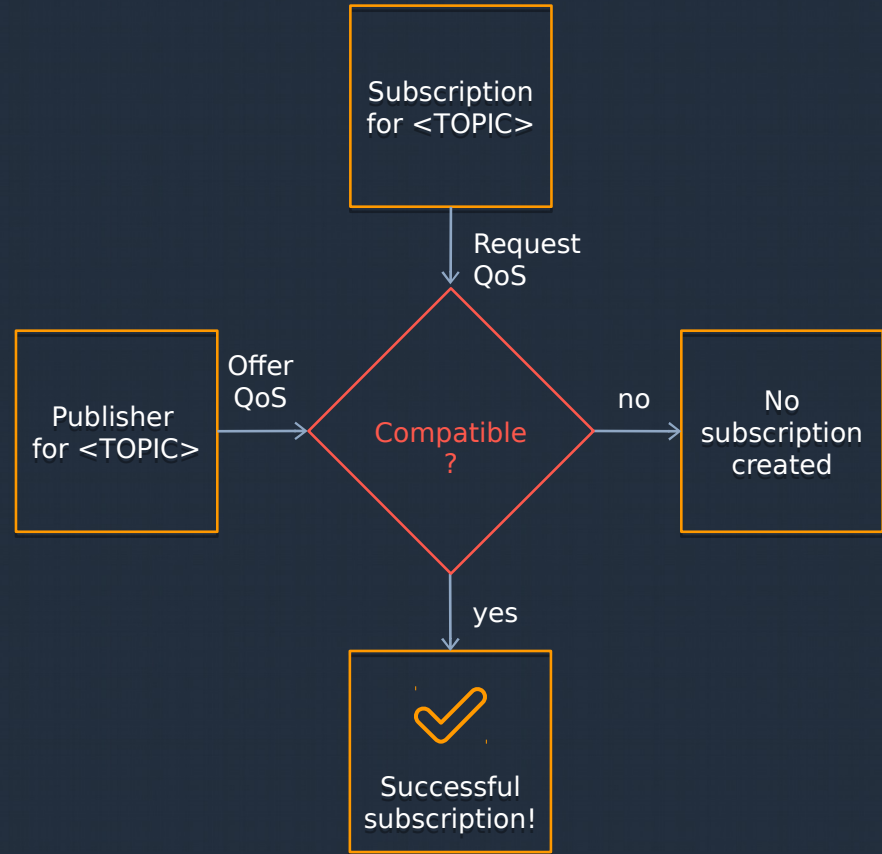 Subscription
for <TOPIC>
Request
QoS
Offer
QoS
Publisher
for <TOPIC>
Compatible
?
no
No
subscription
created
yes
Successful
subscription!